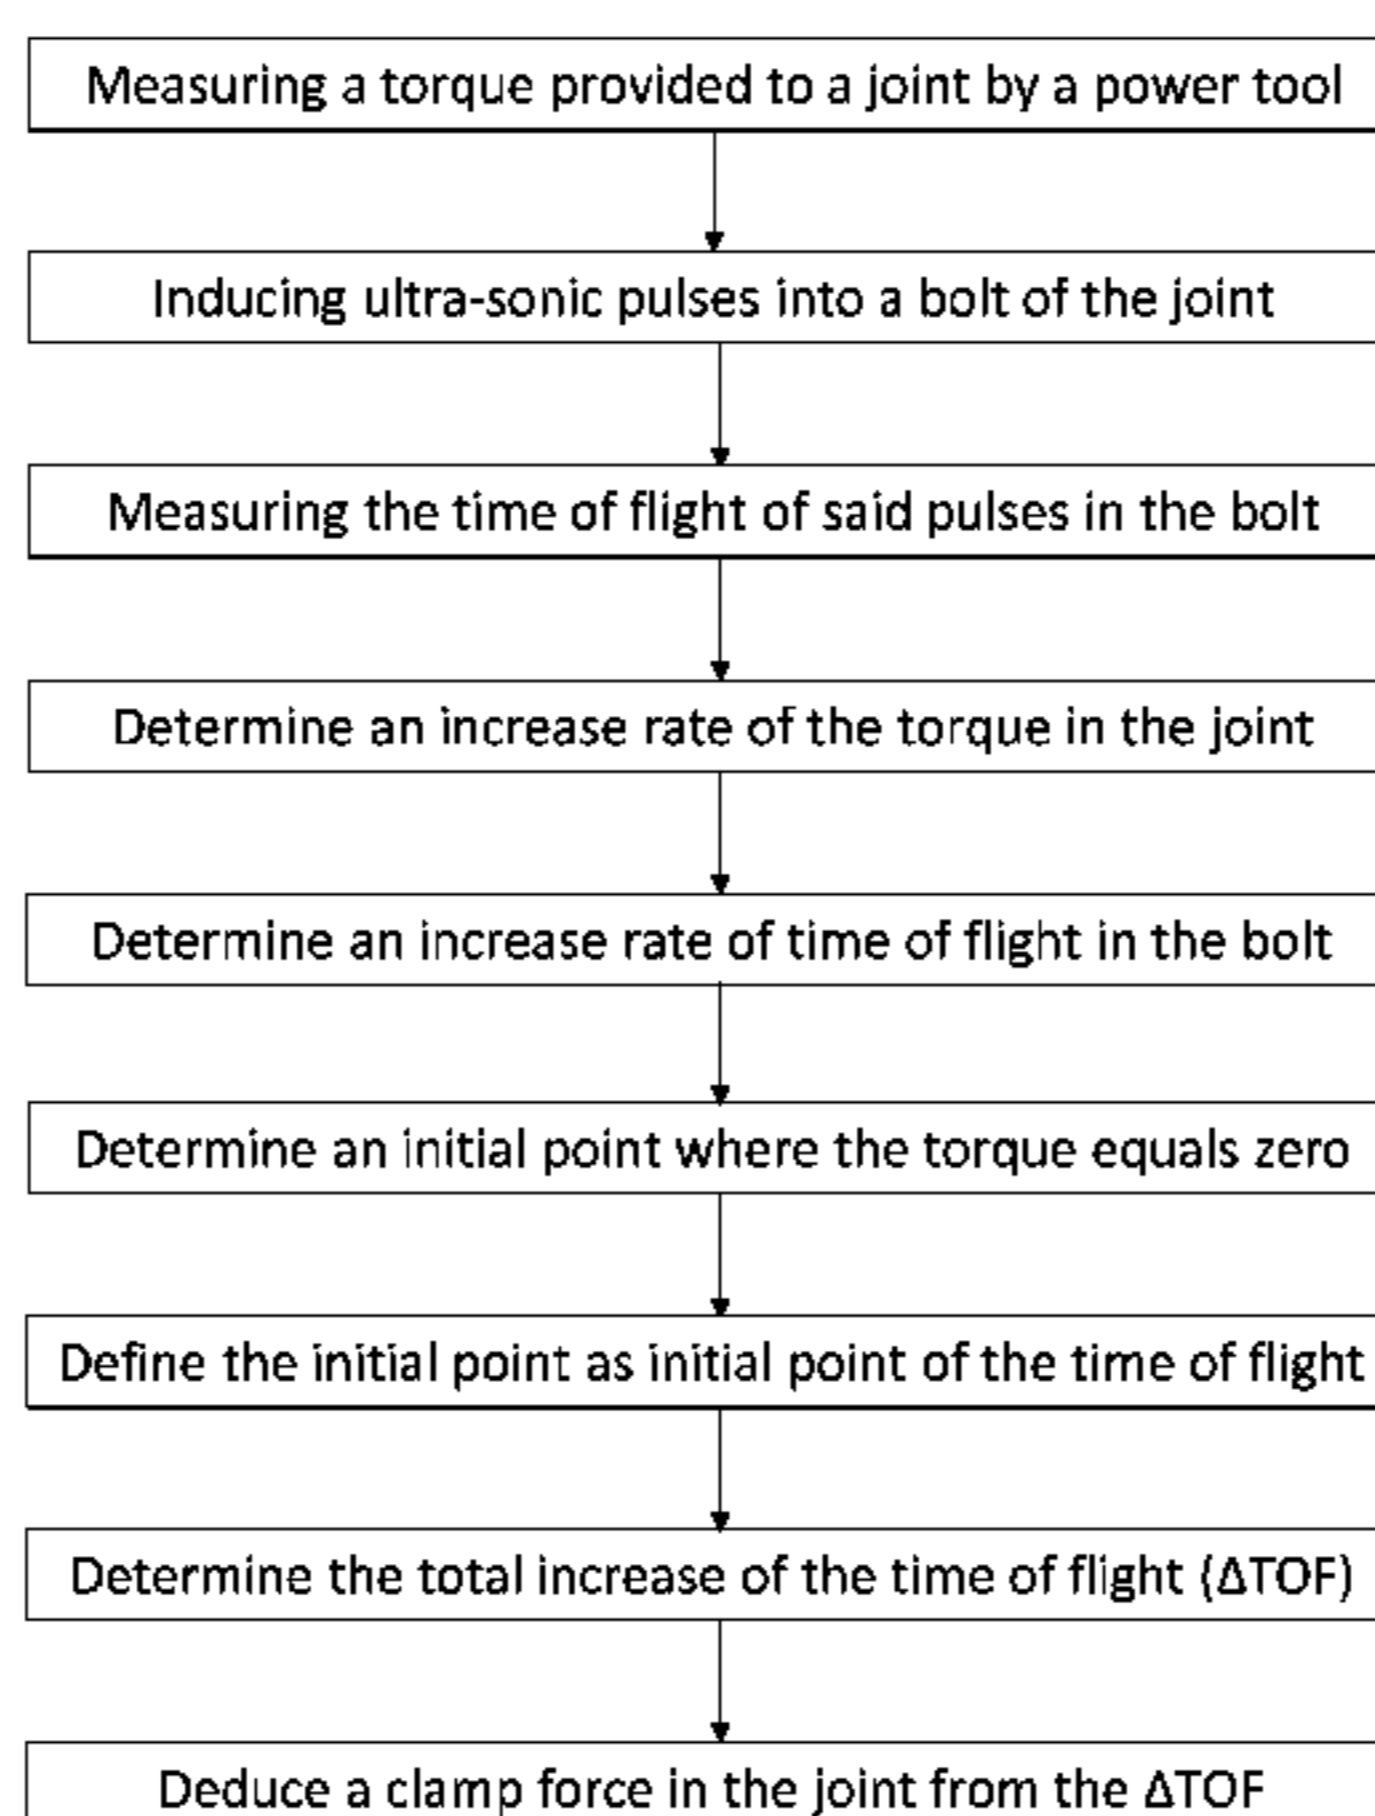 Measuring a torque provided to a joint by a power tool
Inducing ultra-sonic pulses into a bolt of the joint
Measuring the time of flight of said pulses in the bolt
Determine an increase rate of the torque in the joint
Determine an increase rate of time of flight in the bolt
Determine an initial point where the torque equals zero
Define the initial point as initial point of the time of flight
Determine the total increase of the time of flight (ΔTOF)
Deduce a clamp force in the joint from the ΔTOF